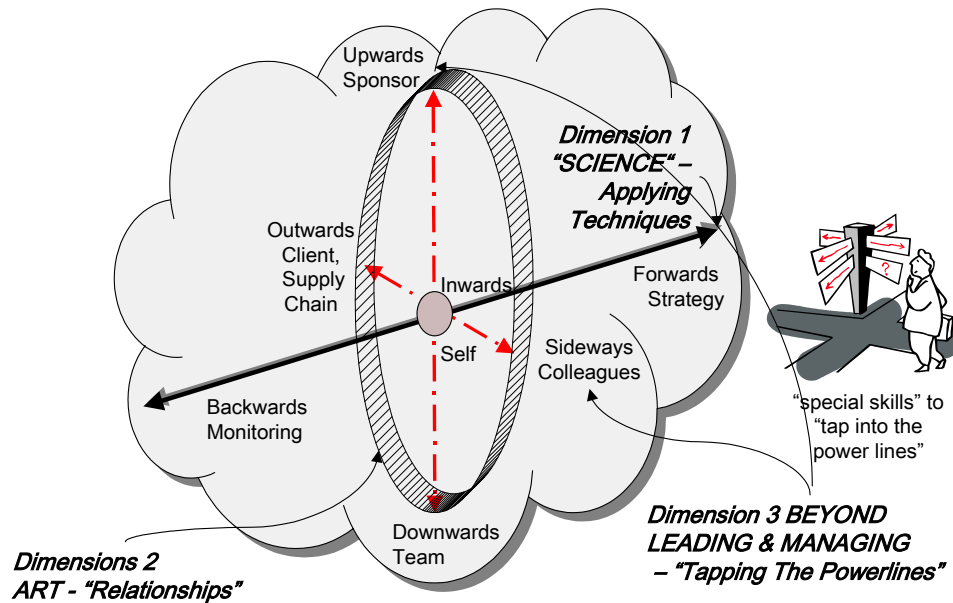 Upwards
Sponsor
Dimension 1
“SCIENCE“ –
Applying
Techniques
Outwards
Client,
Supply
Chain
Inwards
Self
Forwards
Strategy
?
Sideways
Colleagues
Backwards
Monitoring
“special skills” to
“tap into the
power lines”
Downwards
Team
Dimensions 2
ART - “Relationships”
Dimension 3 BEYOND
LEADING & MANAGING
– “Tapping The Powerlines”